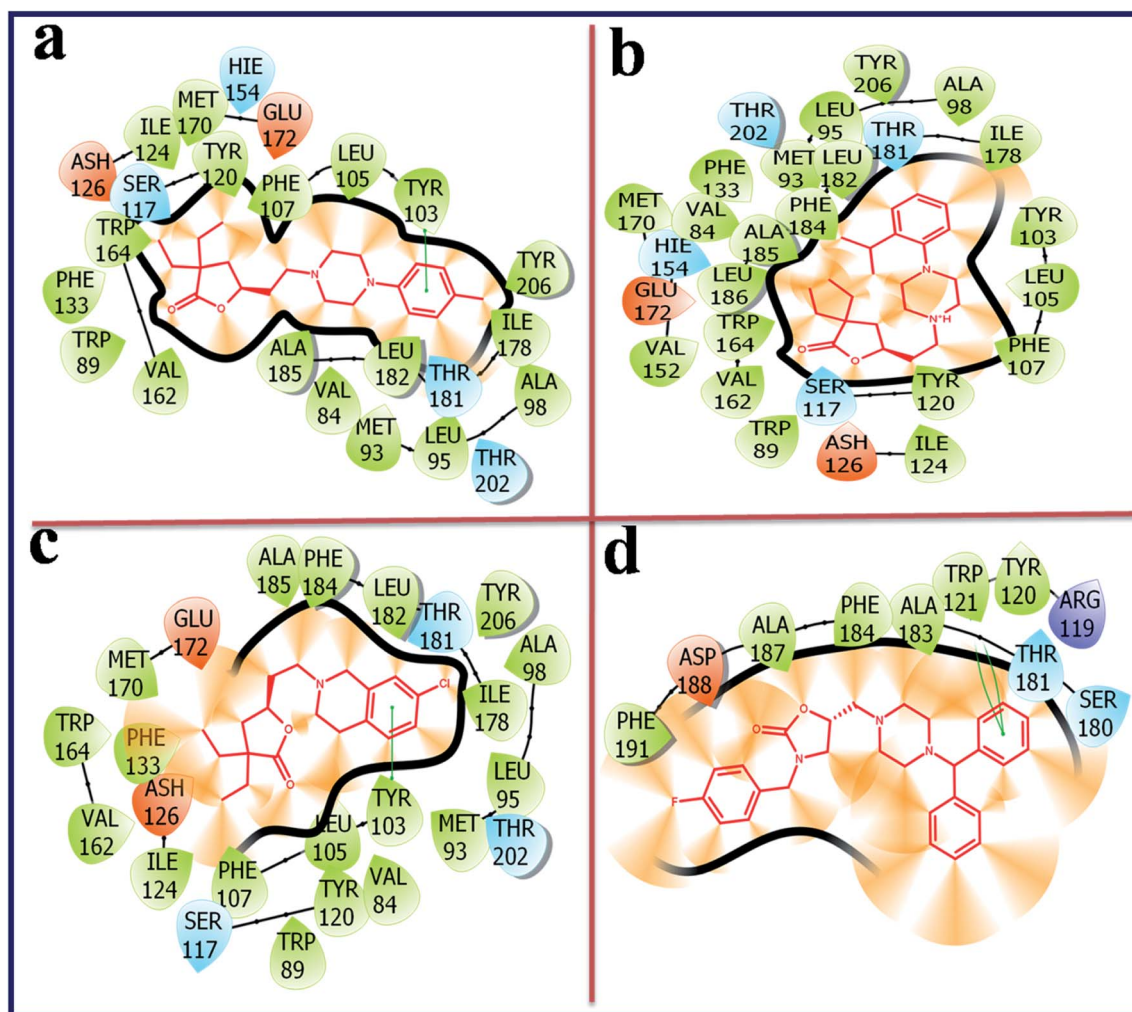 a
HIE
154
MET
170
GLU
172
ILE
124
ASH
126
TYR
120
SER
117
PHE
107
LEU
105
TYR
103
TRP
164
PHE
133
TRP
89
VAL
162
TYR
206
ILE
178
ALA
185
LEU
182
THR
181
VAL
84
ALA
98
MET
93
LEU
95
THR
202
N
N
O
O
b
TYR
206
ALA
98
THR
202
LEU
95
THR
181
ILE
178
PHE
133
MET
93
LEU
182
MET
170
VAL
84
PHE
184
TYR
103
HIE
154
ALA
185
LEU
105
GLU
172
LEU
186
TRP
164
VAL
152
PHE
107
VAL
162
SER
117
TYR
120
TRP
89
ASH
126
ILE
124
N
N+H
O
O
c
ALA
185
PHE
184
LEU
182
THR
181
TYR
206
GLU
172
ALA
98
MET
170
ILE
178
TRP
164
PHE
133
LEU
95
ASH
126
TYR
103
MET
93
THR
202
VAL
162
LEU
105
ILE
124
PHE
107
TYR
120
VAL
84
SER
117
TRP
89
N
Cl
O
O
d
TRP
121
TYR
120
ARG
119
PHE
184
ALA
183
ALA
187
ASP
188
THR
181
SER
180
PHE
191
O
O
N
N
N
F